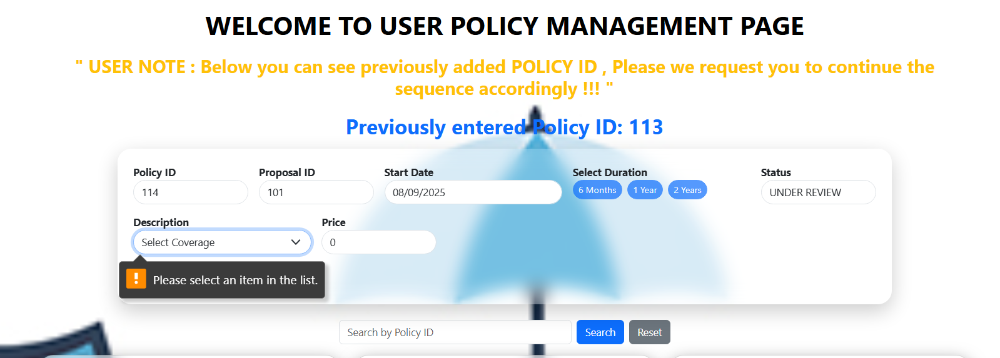 WELCOME TO USER POLICY MANAGEMENT PAGE
" USER NOTE : Below you can see previously added POLICY ID , Please we request you to continue the
sequence accordingly !!! "
Previously entered Policy ID: 113
Policy ID Proposal ID Start Date Select Duration Status
114 101 08/09/2025 6 Months 1 Year 2 Years UNDER REVIEW
Description Price
Select Coverage 0
! Please select an item in the list.
Search by Policy ID Search Reset